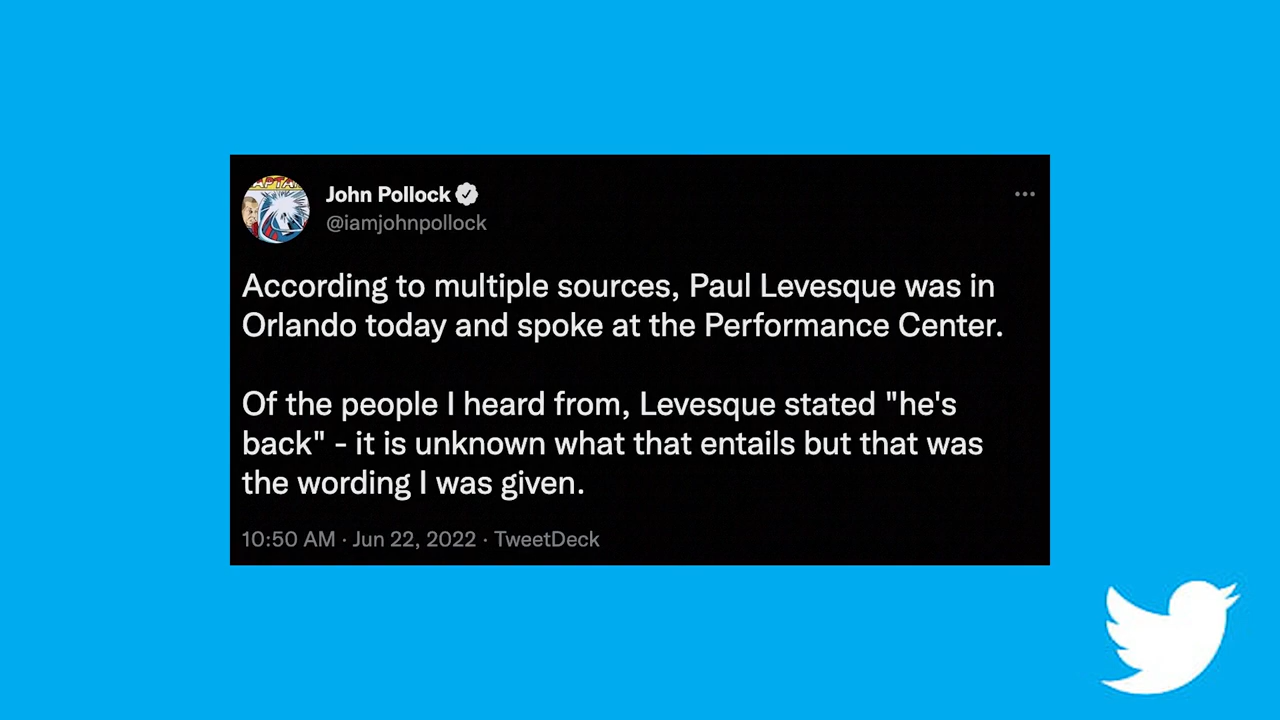 John Pollock
@iamjohnpollock
According to multiple sources, Paul Levesque was in
Orlando today and spoke at the Performance Center.
Of the people I heard from, Levesque stated "he's
back" - it is unknown what that entails but that was
the wording I was given.
10:50 AM · Jun 22, 2022 · TweetDeck